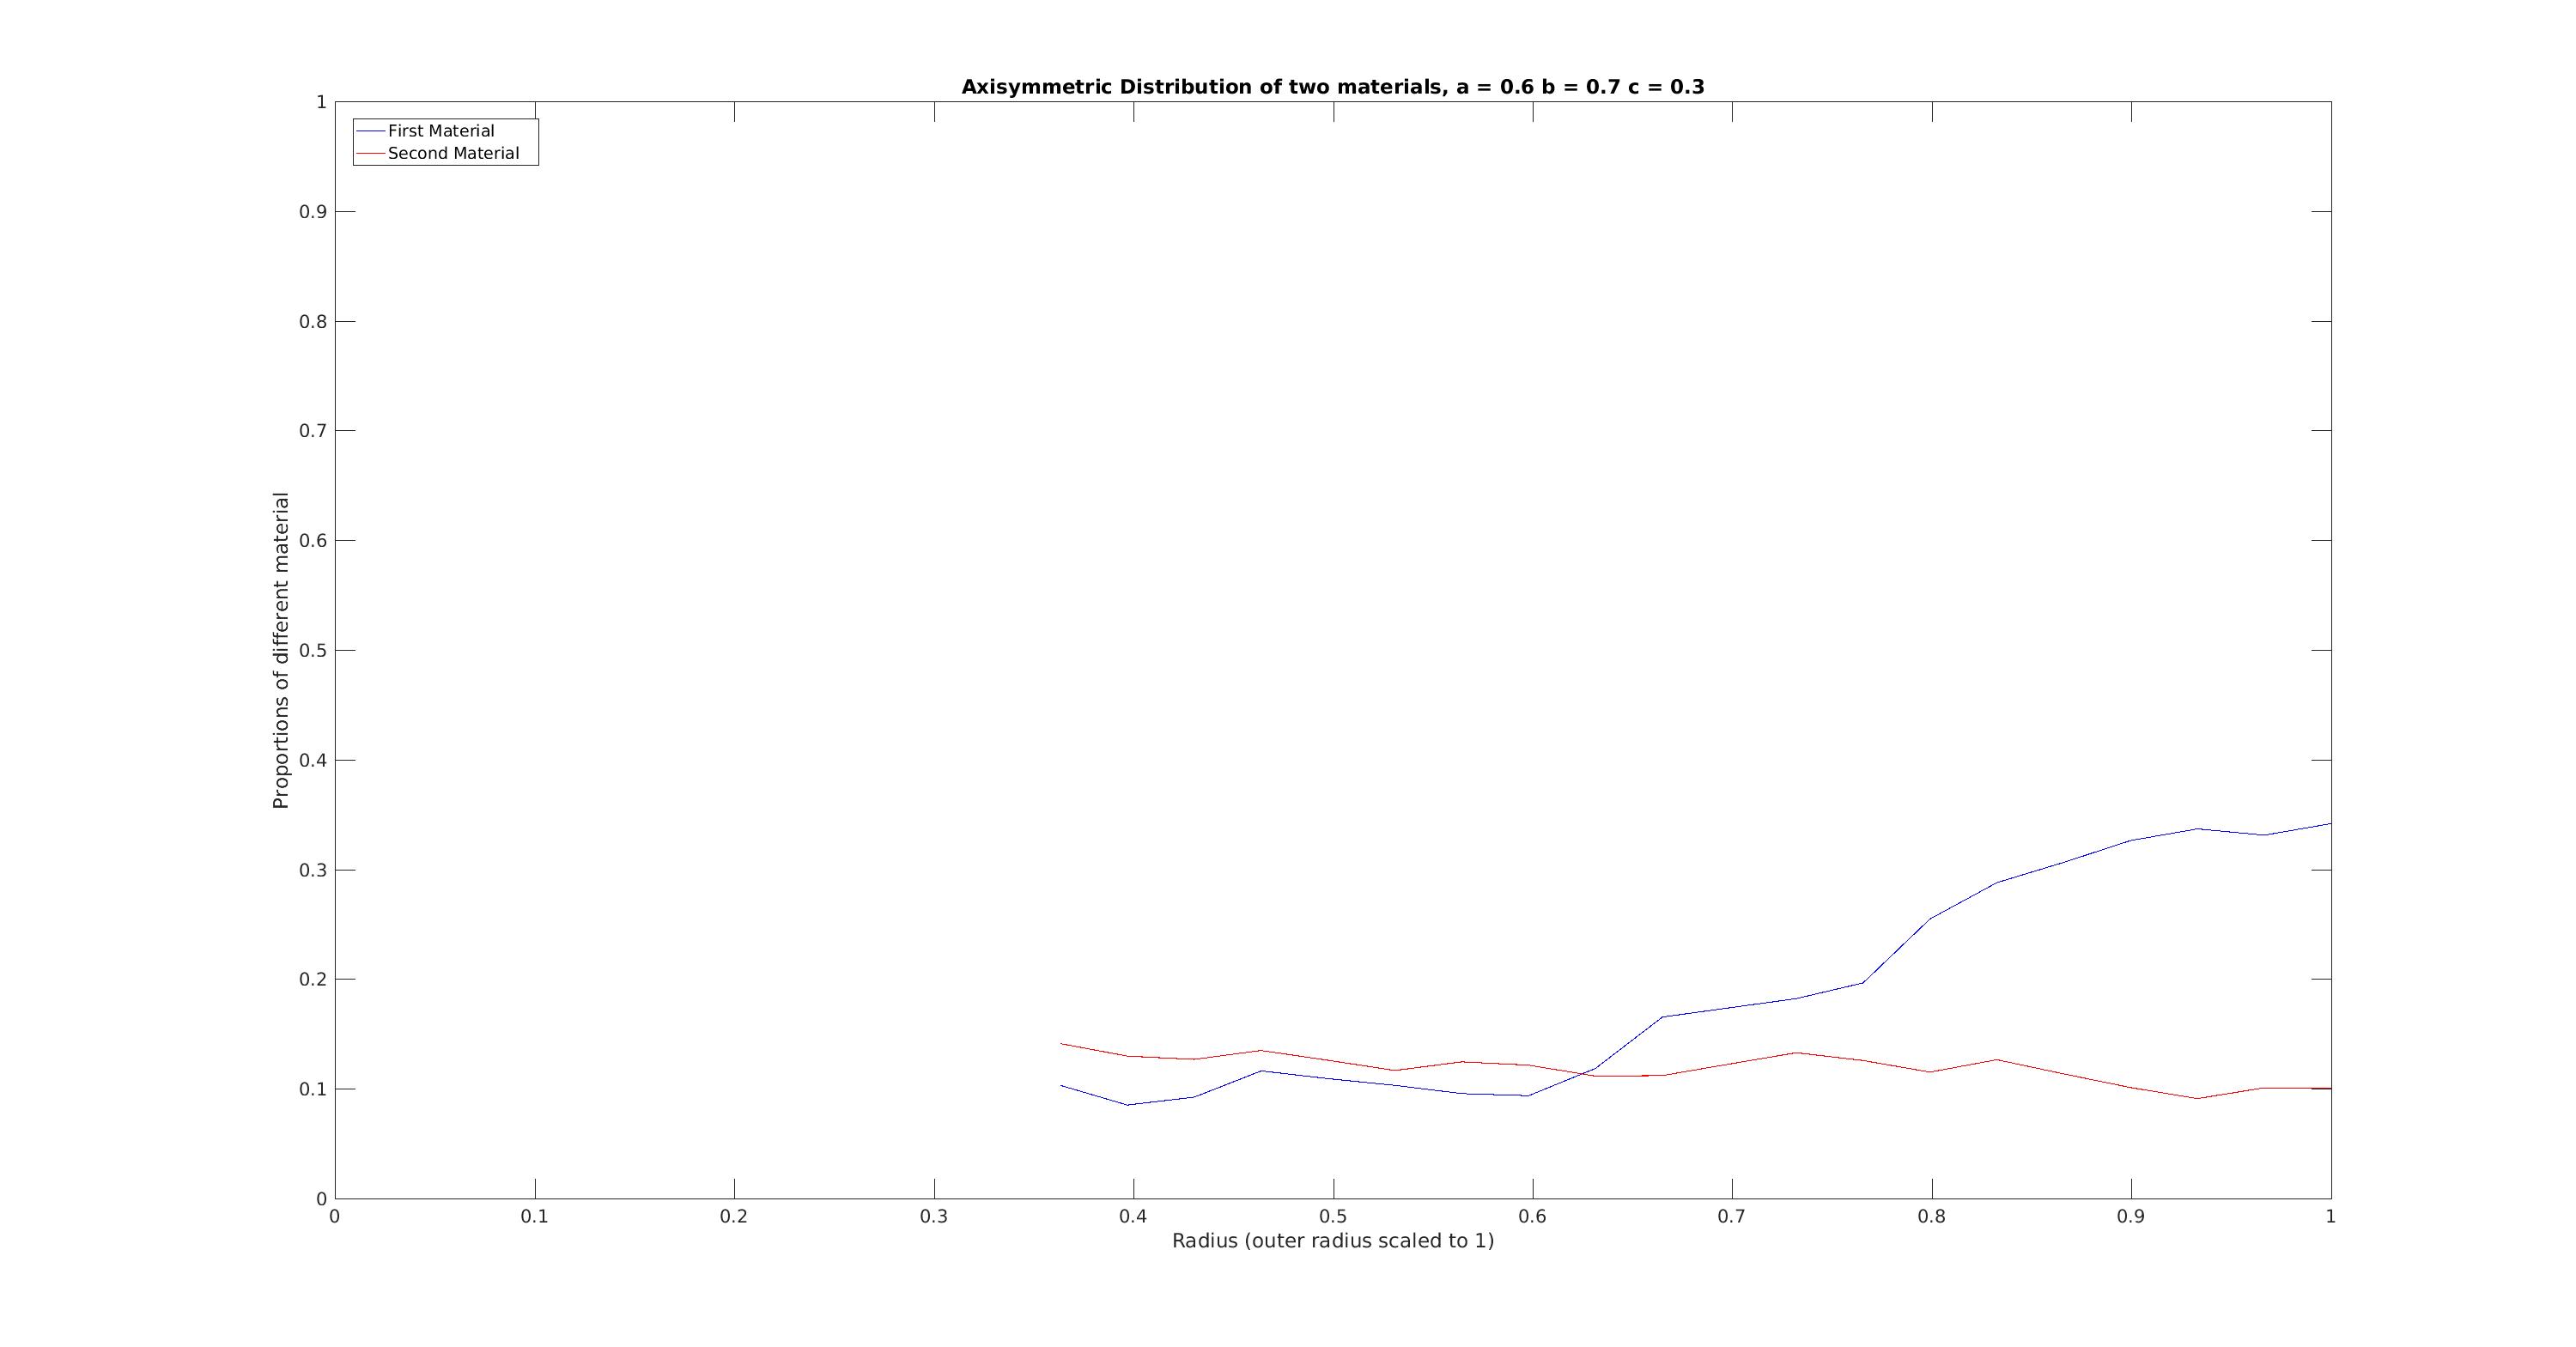 Axisymmetric Distribution of two materials, a = 0.6 b = 0.7 c = 0.3
First Material
Second Material
Proportions of different material
1
0.9
0.8
0.7
0.6
0.5
0.4
0.3
0.2
0.1
0
0 0.1 0.2 0.3 0.4 0.5 0.6 0.7 0.8 0.9 1
Radius (outer radius scaled to 1)